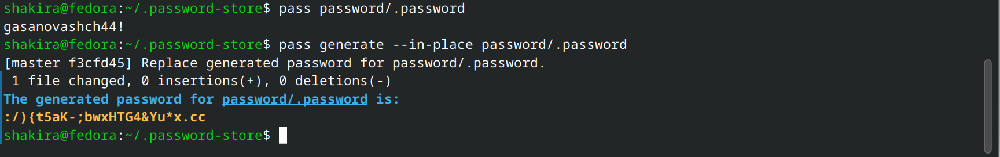 shakira@fedora:~/.password-store$ pass password/.password
gasanovashch44!
shakira@fedora:~/.password-store$ pass generate --in-place password/.password
[master f3cfd45] Replace generated password for password/.password.
 1 file changed, 0 insertions(+), 0 deletions(-)
The generated password for password/.password is:
:/){t5aK-;bwxHTG4&Yu*x.cc
shakira@fedora:~/.password-store$